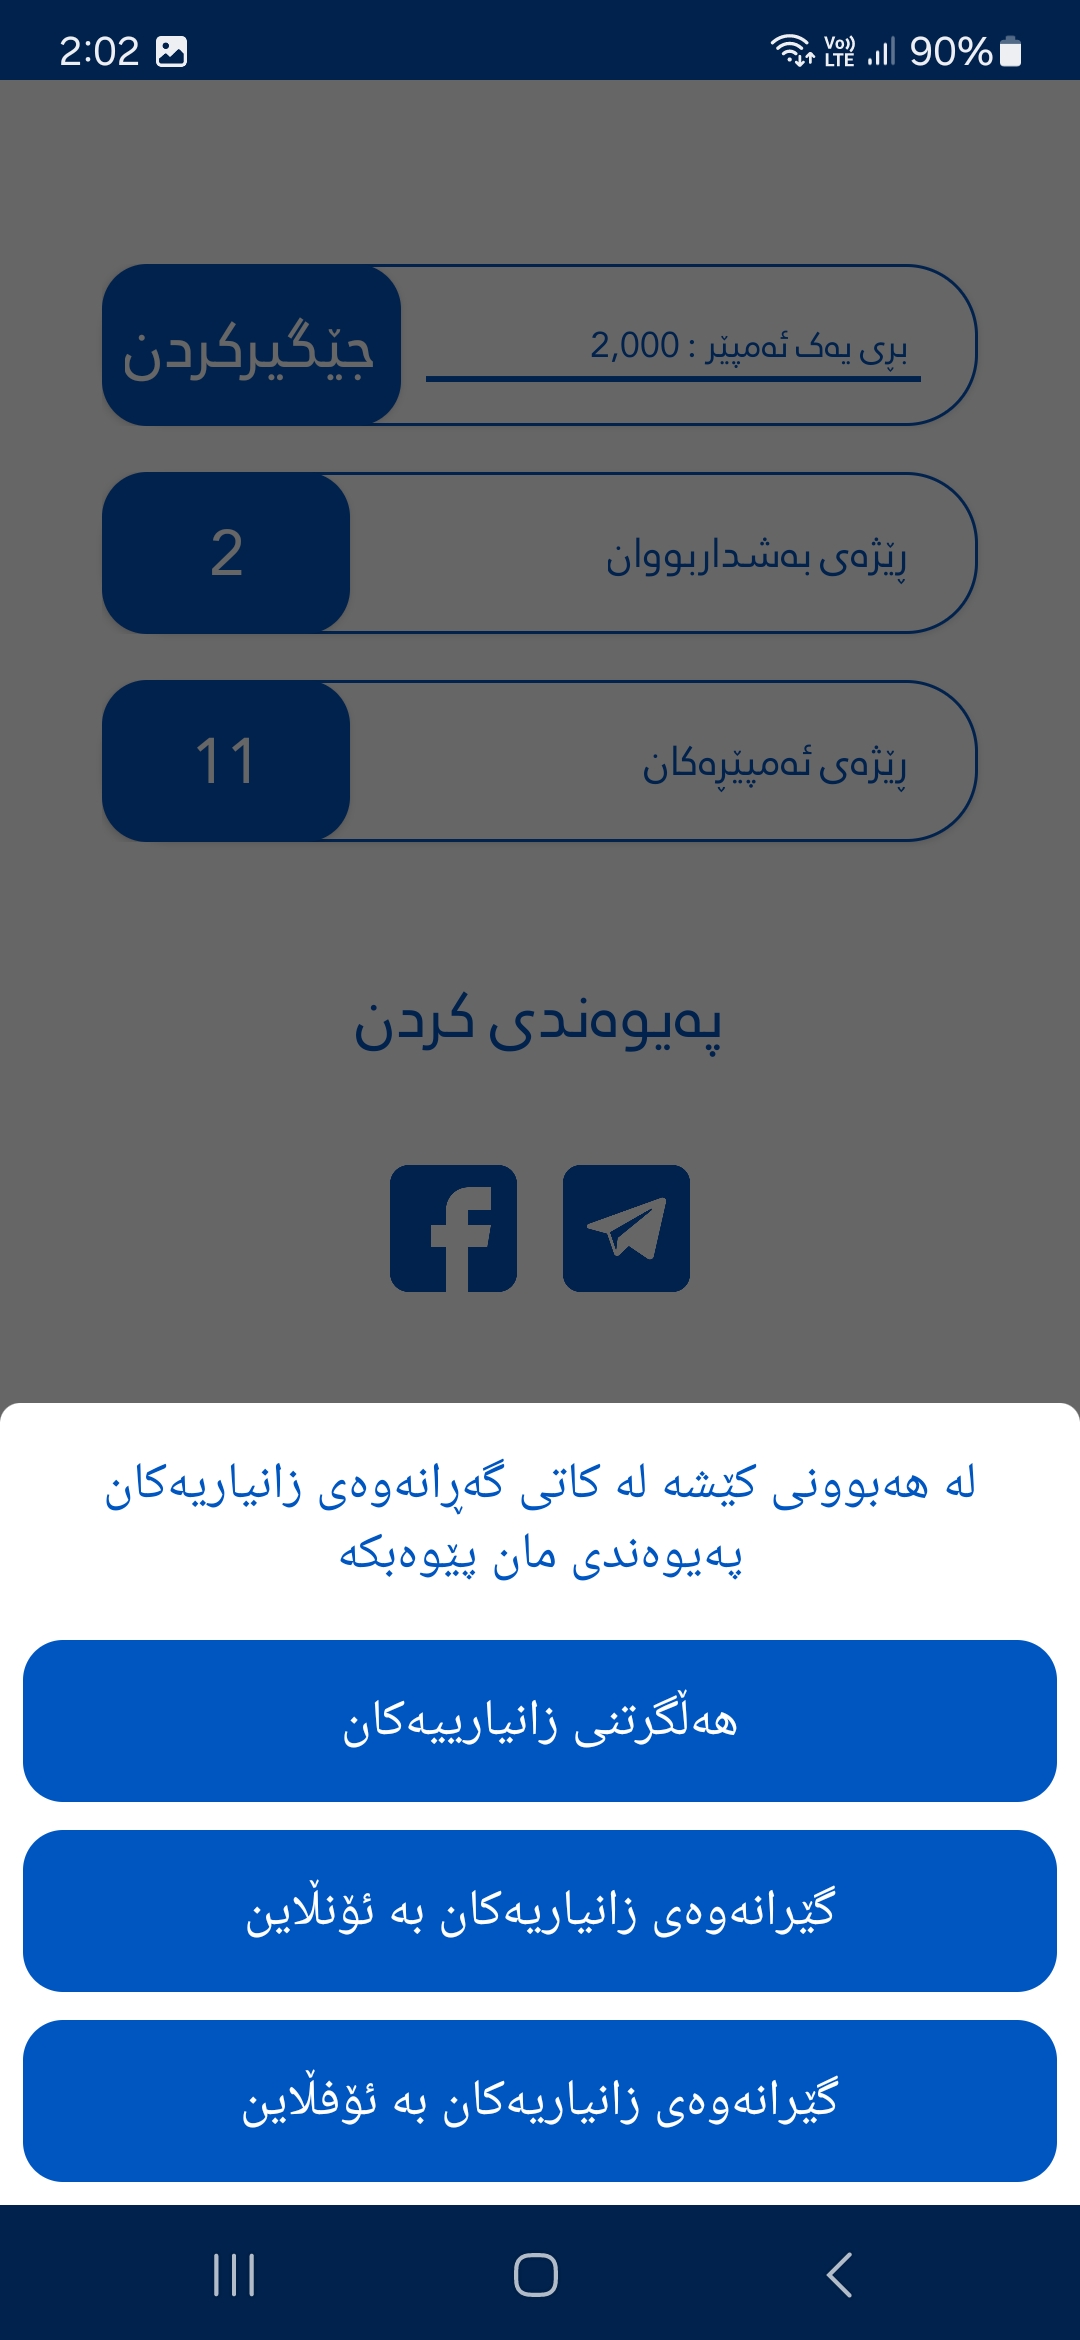 2:02
Vo)) LTE 90%
بڕی یەک ئەمپێر : 2,000
جێگیرکردن
ڕێژەی بەشداربووان
2
ڕێژەی ئەمپێڕەکان
11
پەیوەندی کردن
لە هەبوونی کێشە لە کاتی گەڕانەوەی زانیاریەکان
پەیوەندی مان پێوەبکە
هەڵگرتنی زانیارییەکان
گێرانەوەی زانیاریەکان بە ئۆنڵاین
گێرانەوەی زانیاریەکان بە ئۆفڵاین